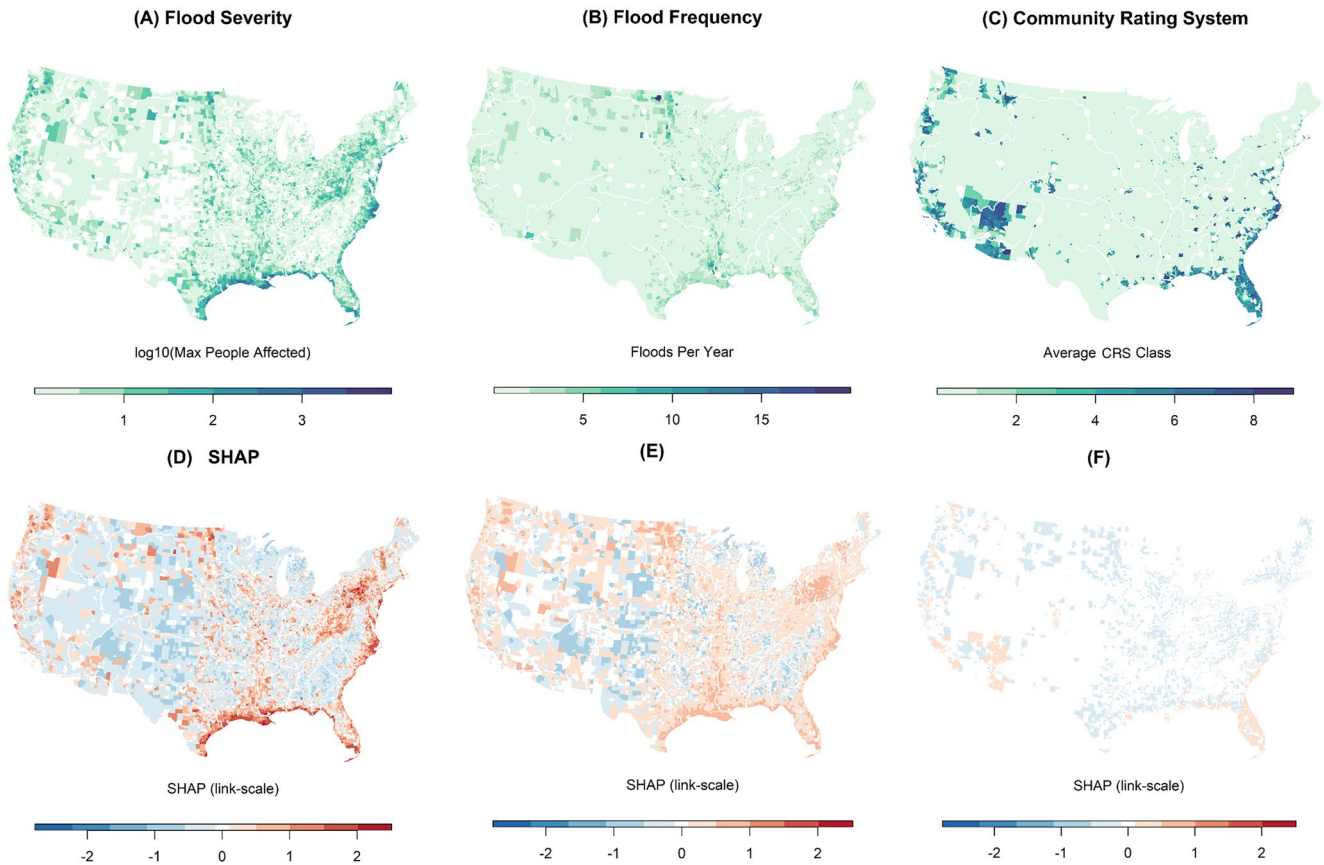 (A) Flood Severity
(B) Flood Frequency
(C) Community Rating System
log10(Max People Affected)
Floods Per Year
Average CRS Class
1 2 3
5 10 15
2 4 6 8
(D) SHAP
(E)
(F)
SHAP (link-scale)
SHAP (link-scale)
SHAP (link-scale)
-2 -1 0 1 2
-2 -1 0 1 2
-2 -1 0 1 2